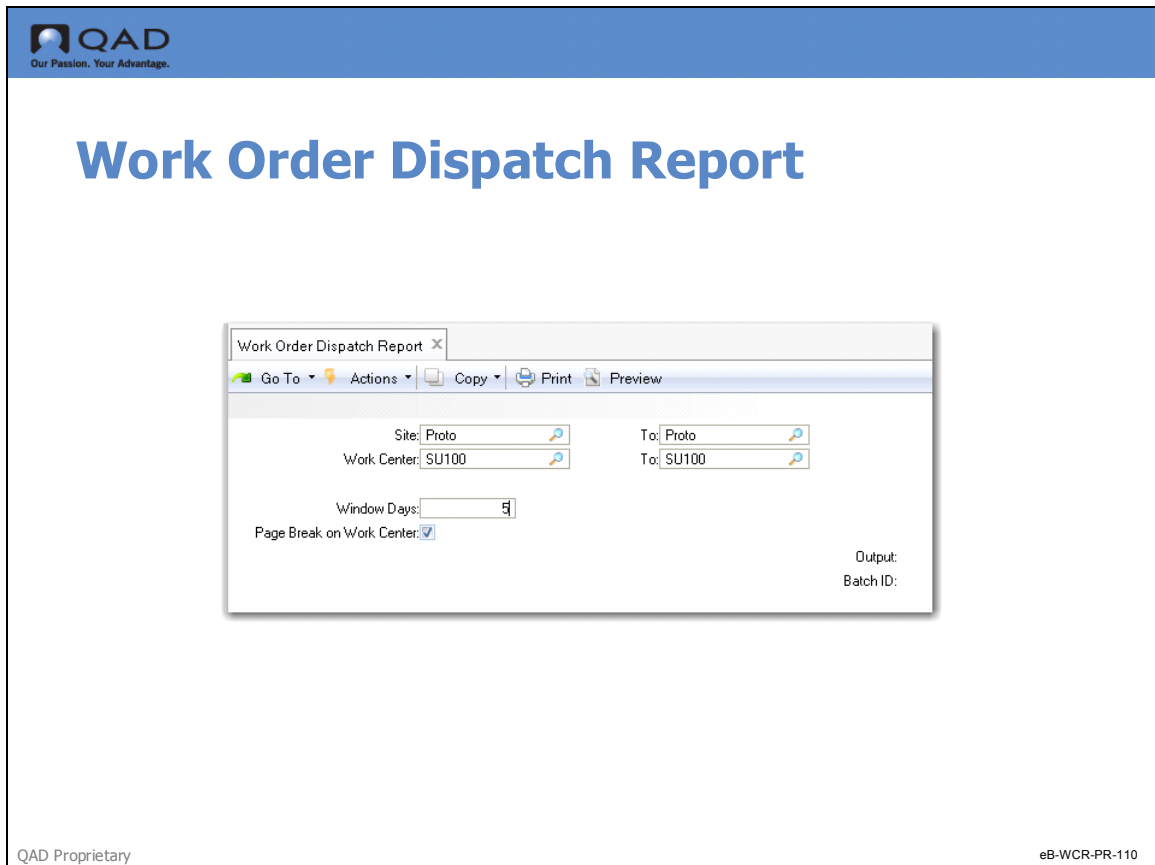 QAD
Our Passion. Your Advantage.
Work Order Dispatch Report
Work Order Dispatch Report X
Go To Actions Copy Print Preview
Site: Proto To: Proto
Work Center: SU100 To: SU100
Window Days: 5
Page Break on Work Center:
Output:
Batch ID:
QAD Proprietary eB-WCR-PR-110